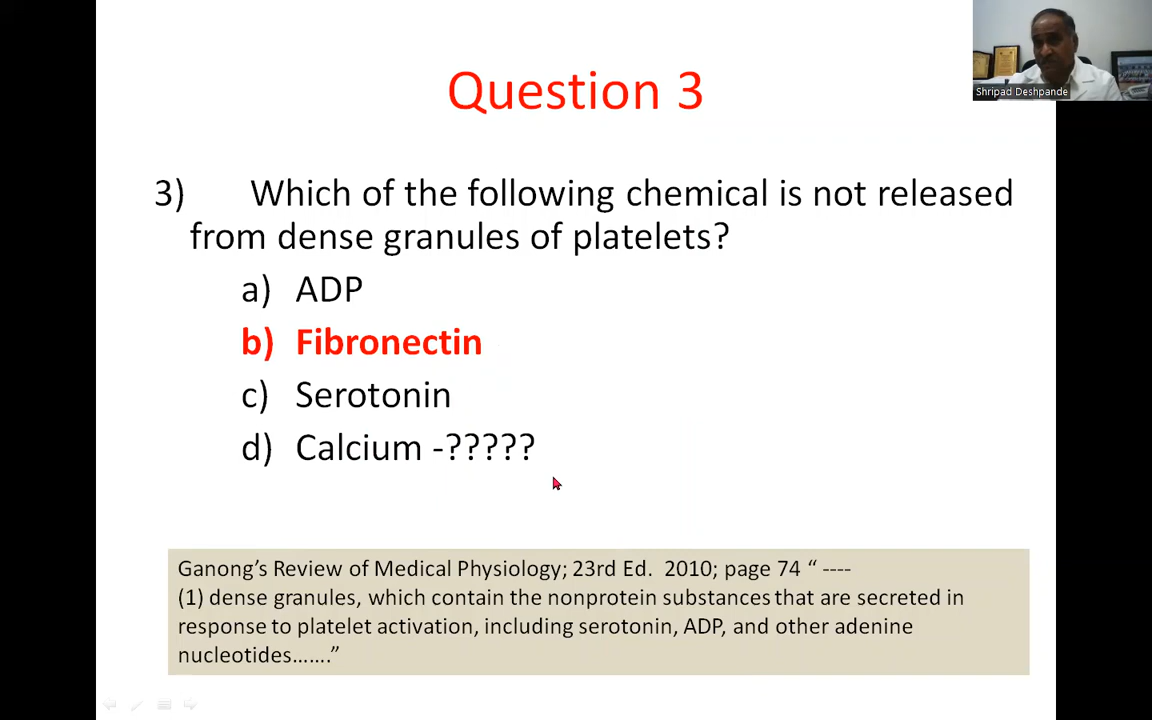 Question 3
Shripad Deshpande
3) Which of the following chemical is not released
from dense granules of platelets?
a) ADP
b) Fibronectin
c) Serotonin
d) Calcium -?????
Ganong’s Review of Medical Physiology; 23rd Ed. 2010; page 74 “ ----
(1) dense granules, which contain the nonprotein substances that are secreted in
response to platelet activation, including serotonin, ADP, and other adenine
nucleotides…….”